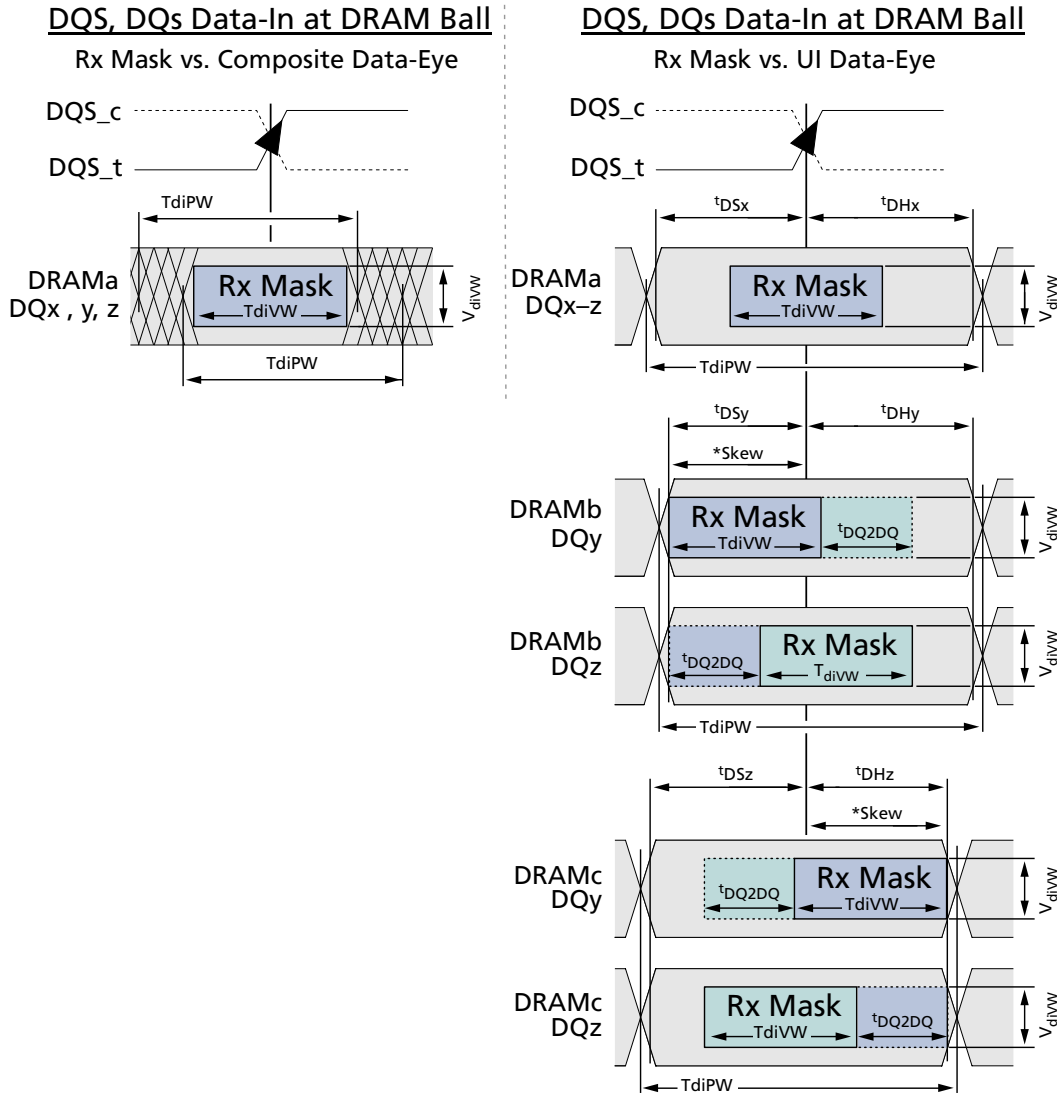 DQS, DQs Data-In at DRAM Ball
Rx Mask vs. Composite Data-Eye
DQS_c
DQS_t
TdiPW
DRAMa
DQx , y, z
Rx Mask
TdiVW
VdiVW
TdiPW
DQS, DQs Data-In at DRAM Ball
Rx Mask vs. UI Data-Eye
DQS_c
DQS_t
tDSx
tDHx
DRAMa
DQx–z
Rx Mask
TdiVW
VdiVW
TdiPW
tDSy
tDHy
*Skew
DRAMb
DQy
Rx Mask
TdiVW
tDQ2DQ
VdiVW
DRAMb
DQz
tDQ2DQ
Rx Mask
TdiVW
VdiVW
TdiPW
tDSz
tDHz
*Skew
DRAMc
DQy
tDQ2DQ
Rx Mask
TdiVW
VdiVW
DRAMc
DQz
Rx Mask
TdiVW
tDQ2DQ
VdiVW
TdiPW